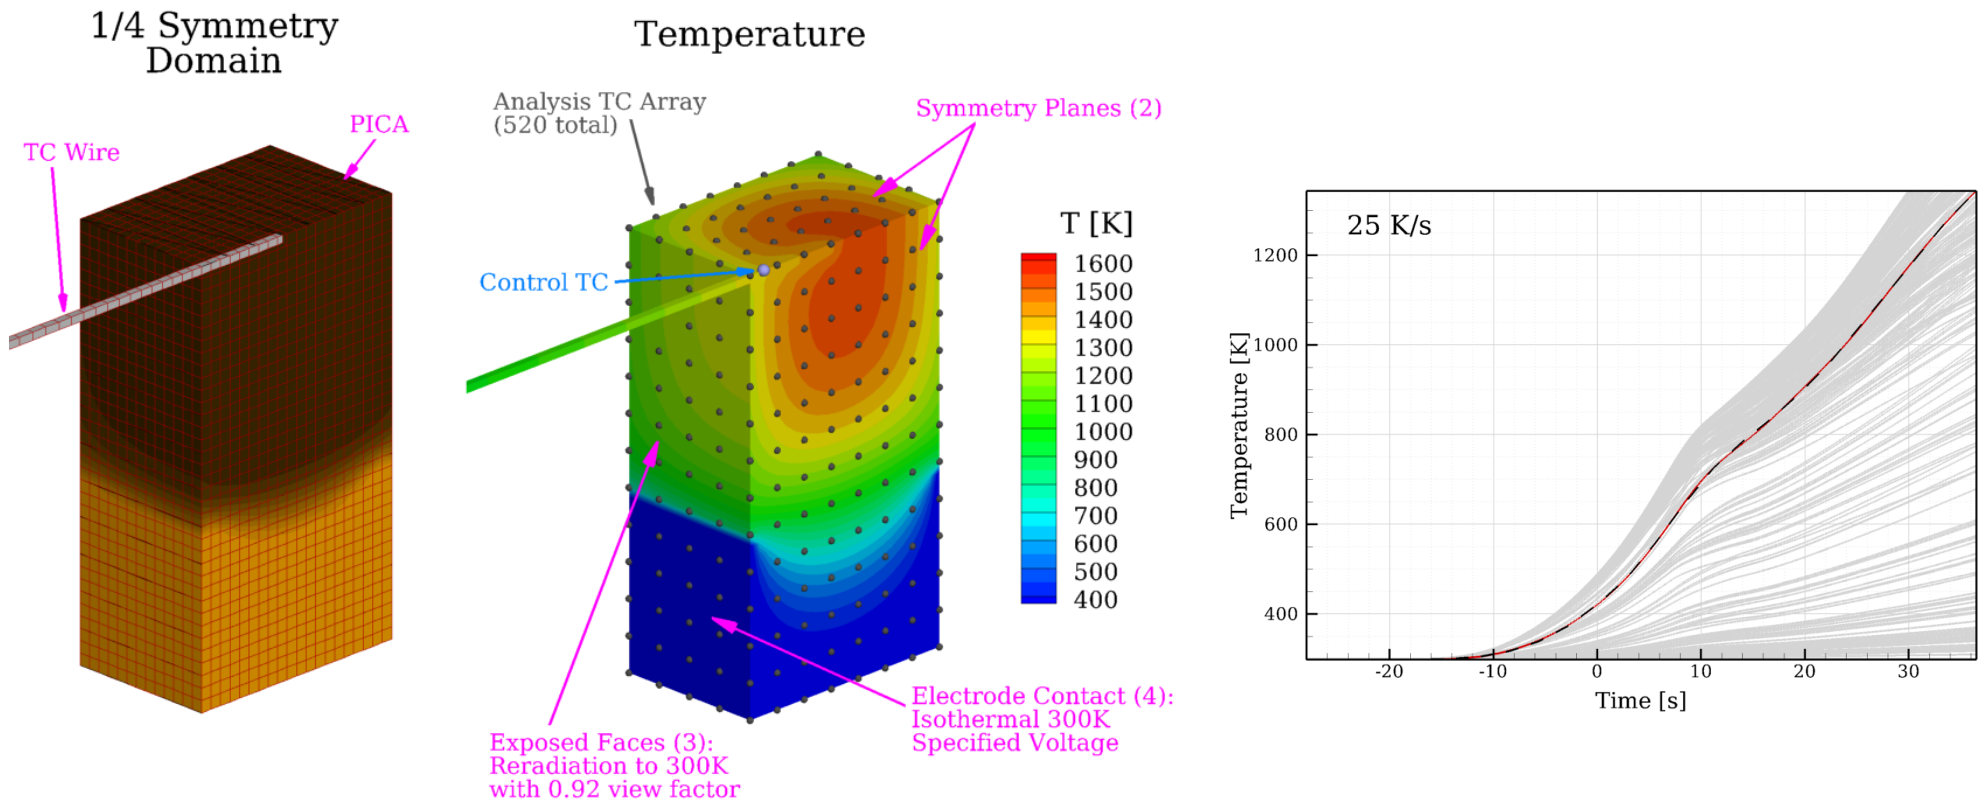 1/4 Symmetry
Domain
TC Wire
PICA
Temperature
Analysis TC Array
(520 total)
Symmetry Planes (2)
Control TC
T [K]
1600
1500
1400
1300
1200
1100
1000
900
800
700
600
500
400
Exposed Faces (3):
Reradiation to 300K
with 0.92 view factor
Electrode Contact (4):
Isothermal 300K
Specified Voltage
25 K/s
Temperature [K]
1200
1000
800
600
400
-20 -10 0 10 20 30
Time [s]